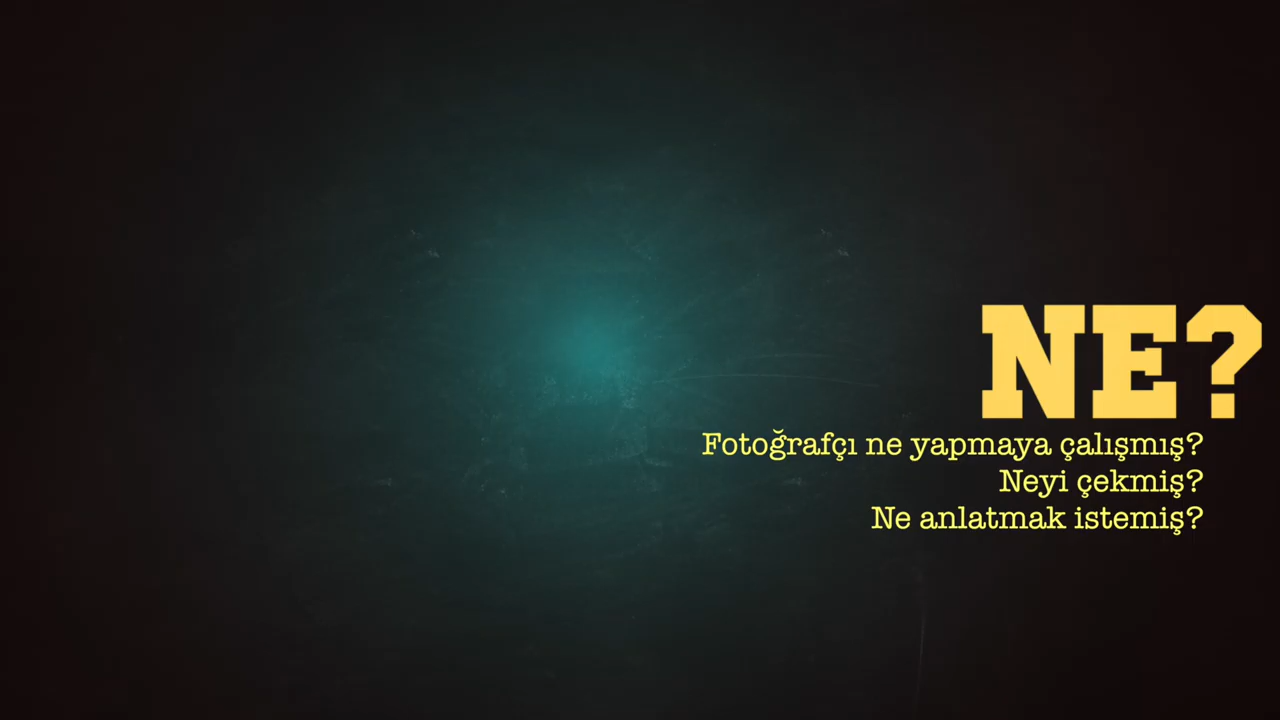 NE?
Fotoğrafçı ne yapmaya çalışmış?
Neyi çekmiş?
Ne anlatmak istemiş?